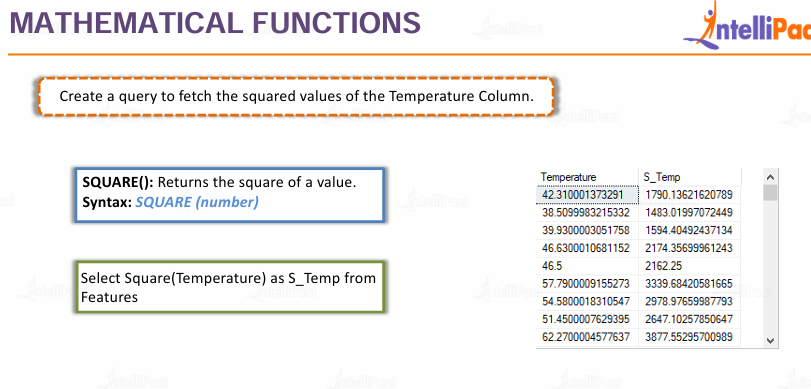 MATHEMATICAL FUNCTIONS
IntelliPaat
Create a query to fetch the squared values of the Temperature Column.
SQUARE(): Returns the square of a value.
Syntax: SQUARE (number)
Select Square(Temperature) as S_Temp from
Features
Temperature S_Temp
42.310001373291 1790.13621620789
38.5099983215332 1483.01997072449
39.9300003051758 1594.40492437134
46.6300010681152 2174.35699961243
46.5 2162.25
57.7900009155273 3339.68420581665
54.5800018310547 2978.97659987793
51.4500007629395 2647.10257850647
62.2700004577637 3877.55295700989